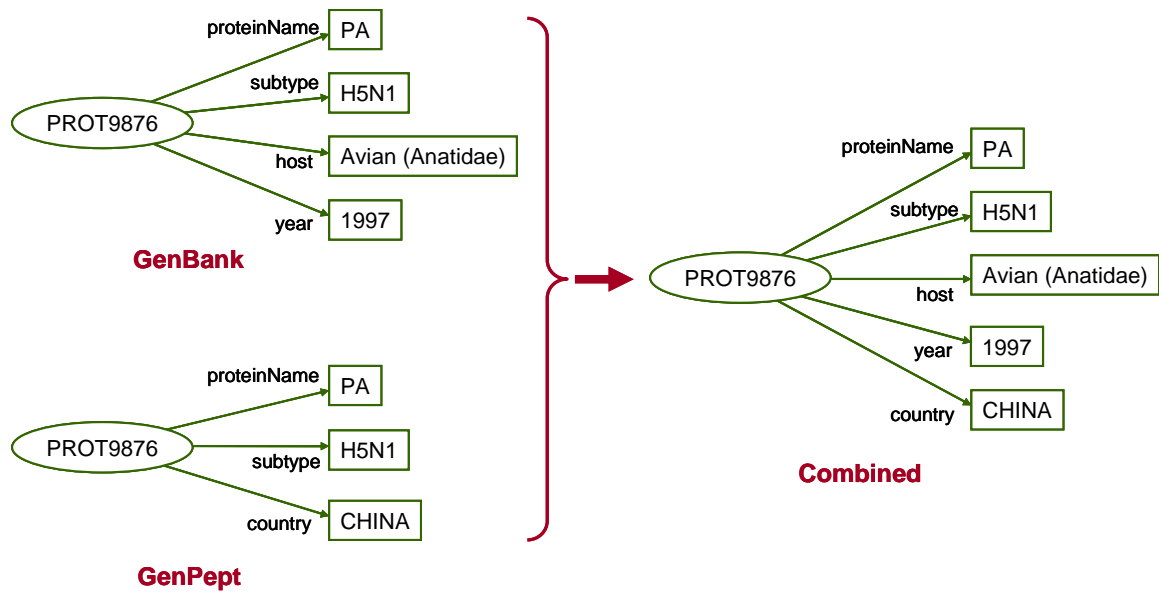 proteinName
PA
subtype
H5N1
PROT9876
host
Avian (Anatidae)
year
1997
GenBank
proteinName
PA
PROT9876
subtype
H5N1
country
CHINA
GenPept
proteinName
PA
subtype
H5N1
PROT9876
host
Avian (Anatidae)
year
1997
country
CHINA
Combined